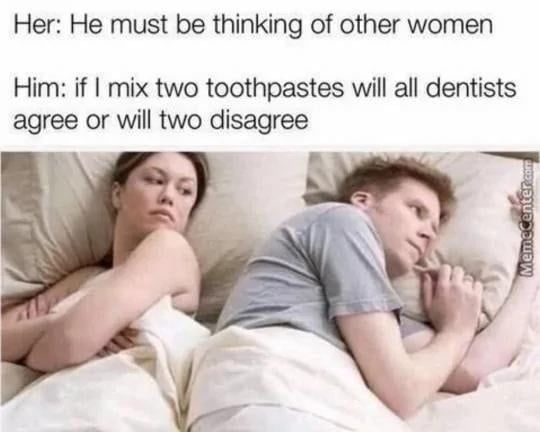 Her: He must be thinking of other women
Him: if I mix two toothpastes will all dentists
agree or will two disagree
MemeCenter.com